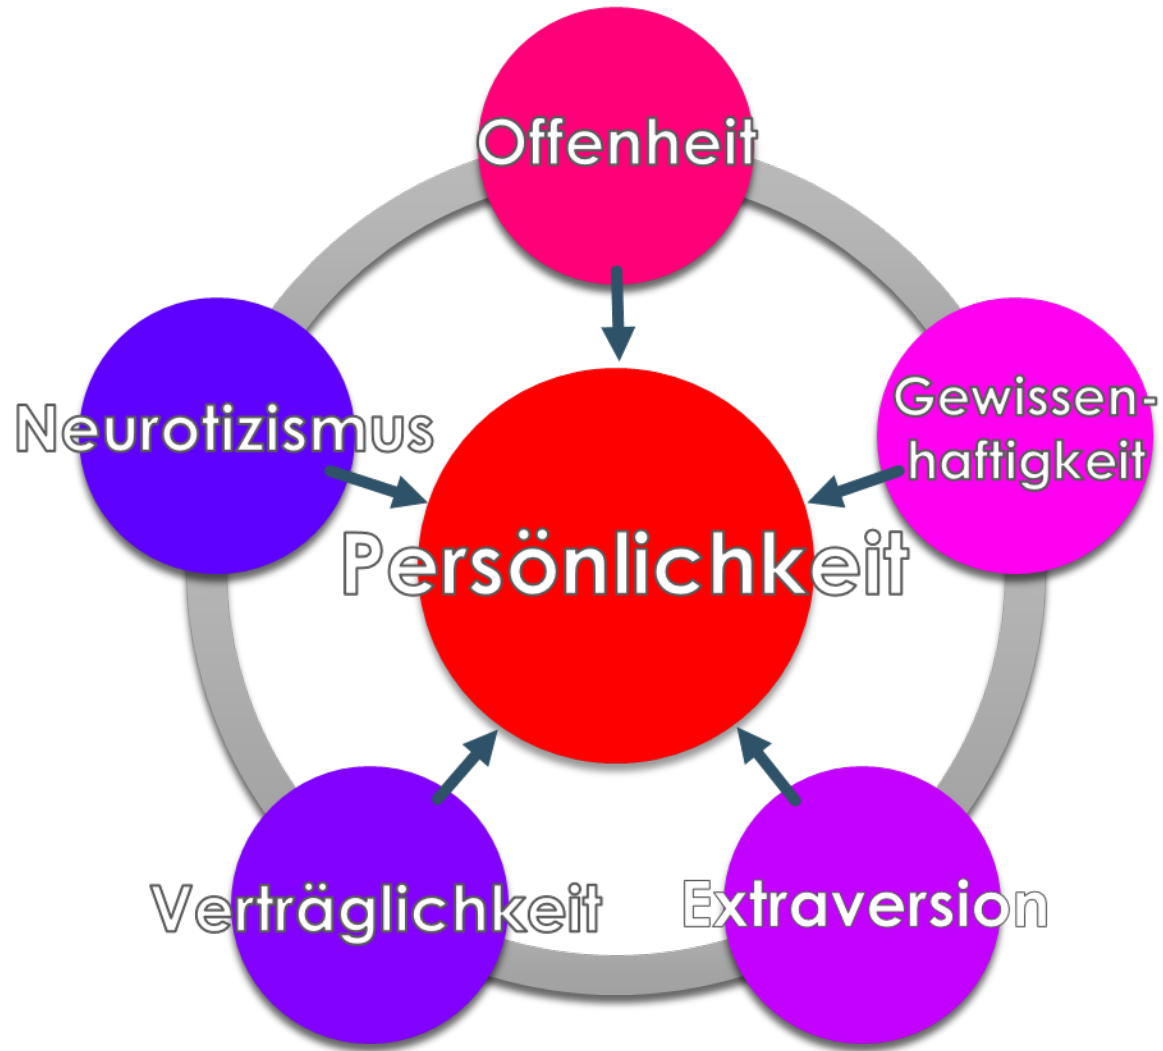 Offenheit
Gewissen-
haftigkeit
Neurotizismus
Persönlichkeit
Verträglichkeit
Extraversion